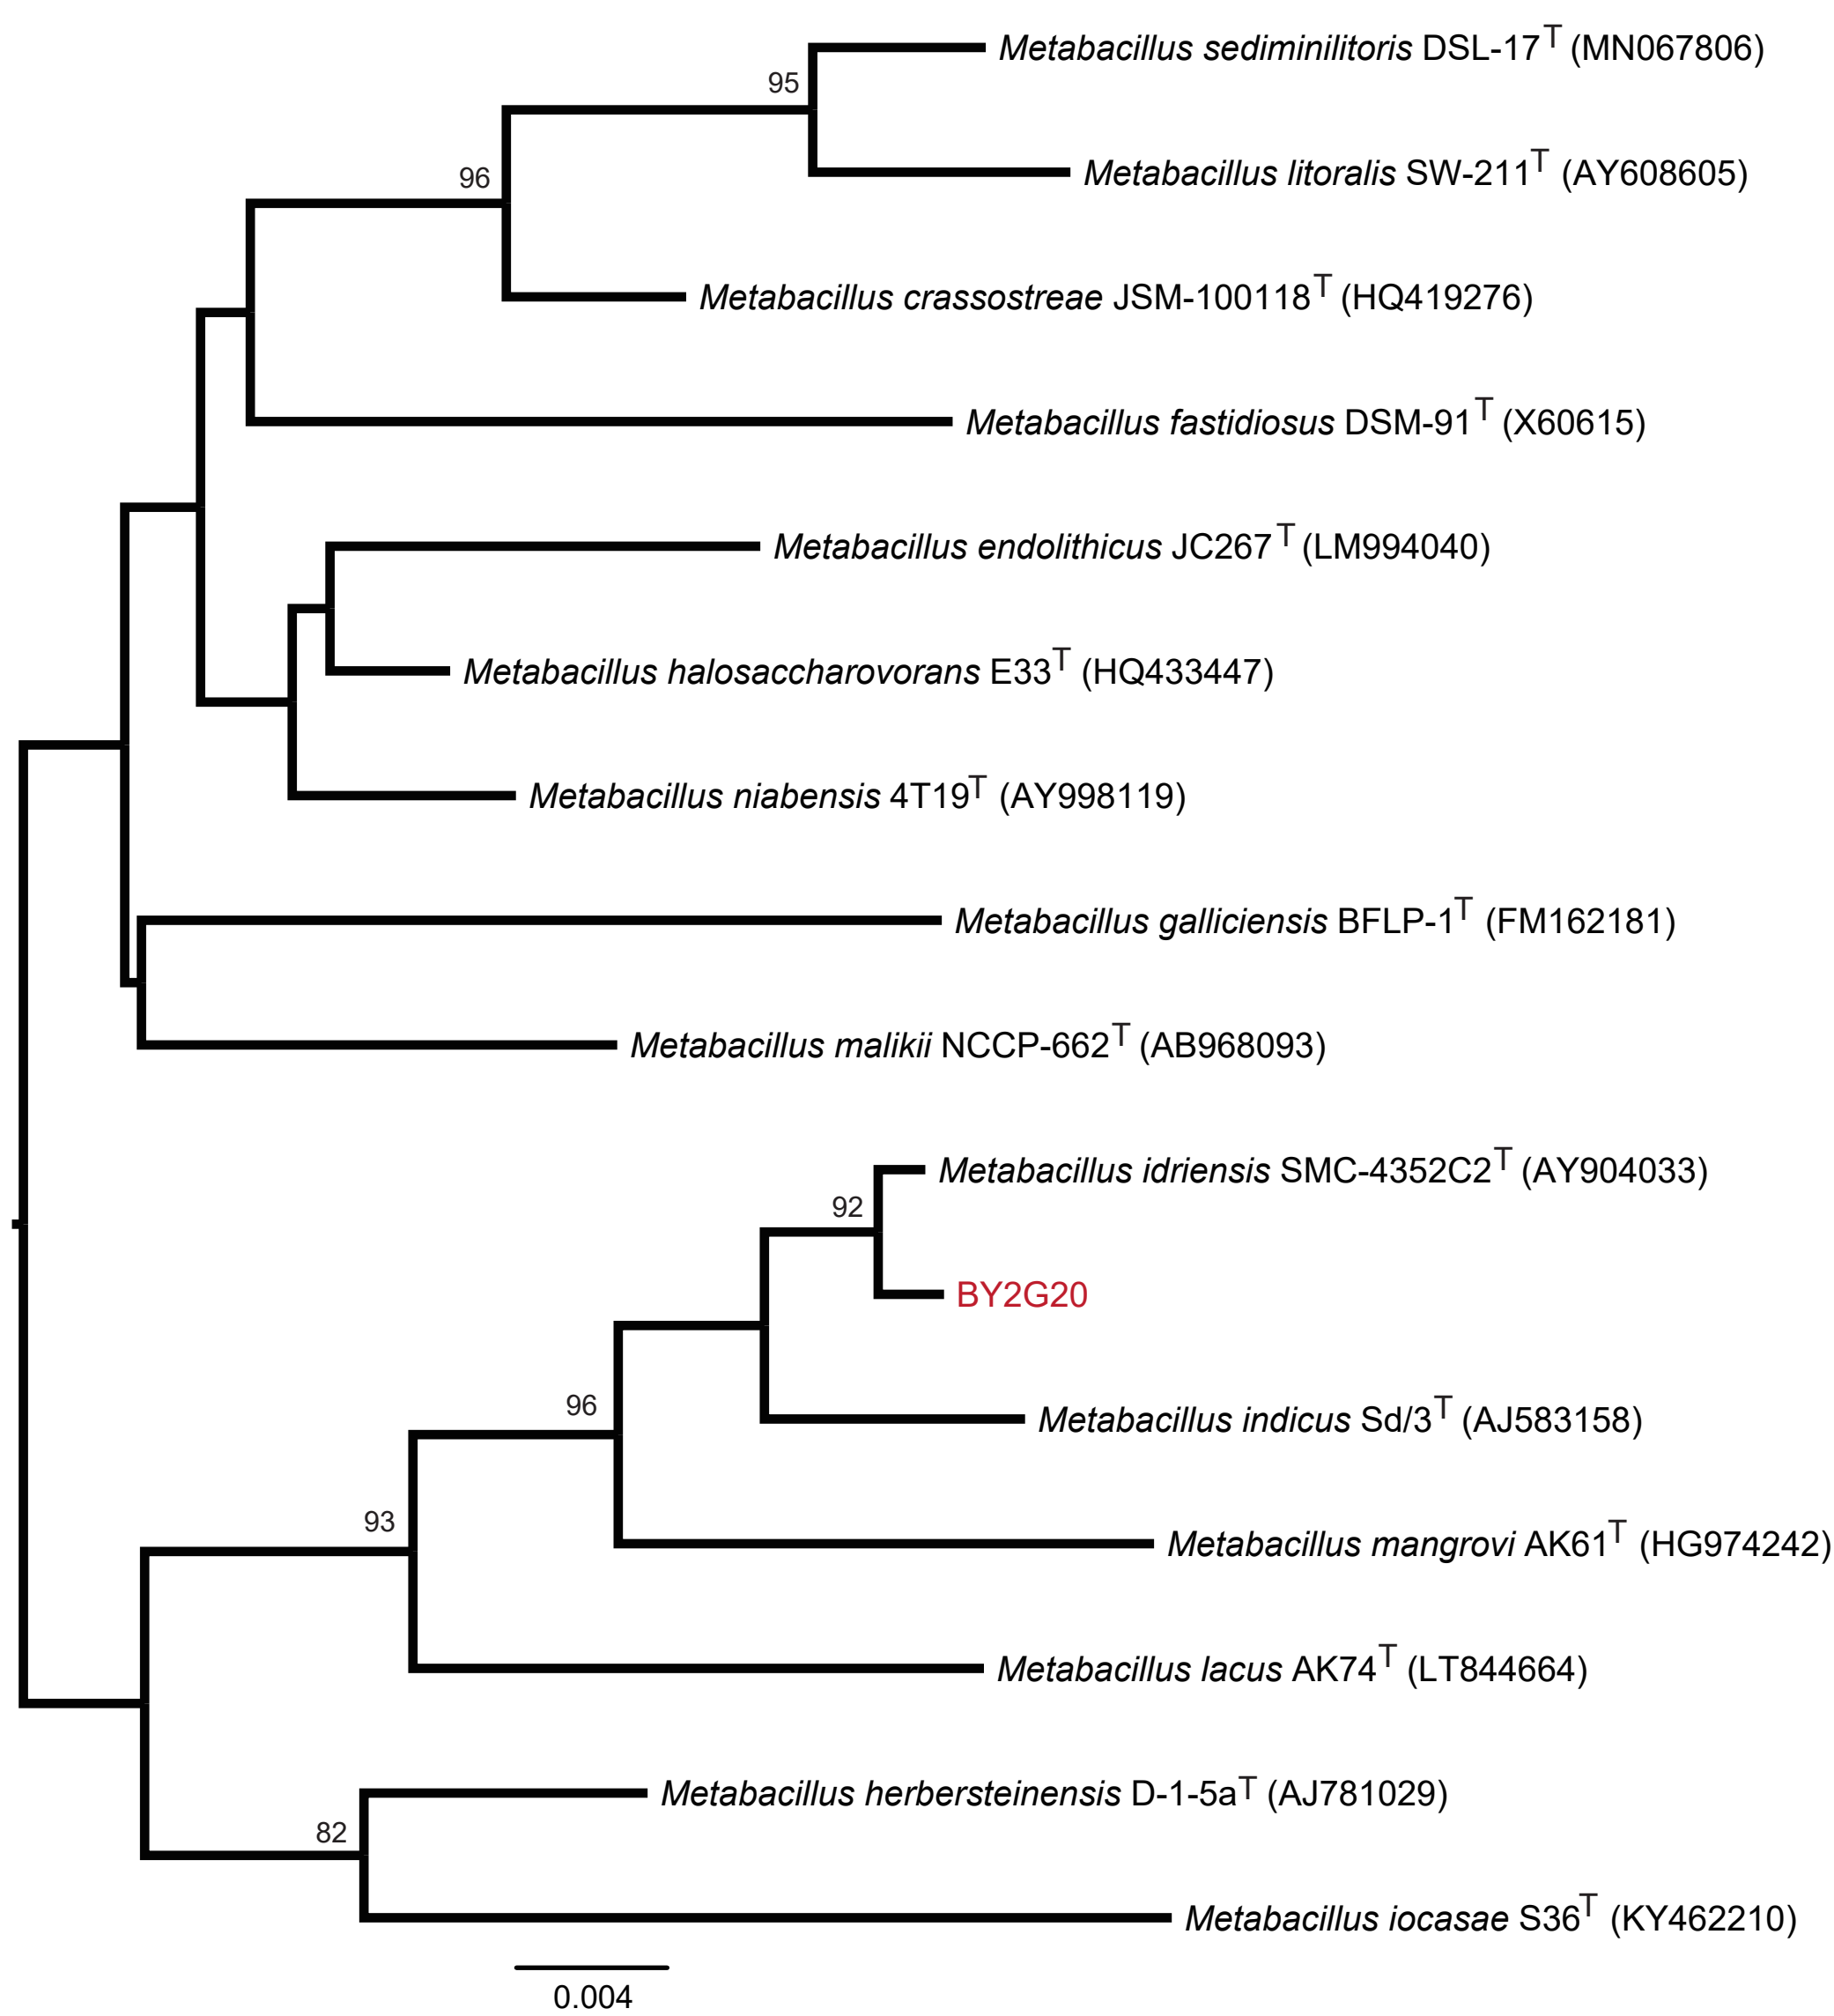 Metabacillus sediminilitoris DSL-17T (MN067806)
95
Metabacillus litoralis SW-211T (AY608605)
96
Metabacillus crassostreae JSM-100118T (HQ419276)
Metabacillus fastidiosus DSM-91T (X60615)
Metabacillus endolithicus JC267T (LM994040)
Metabacillus halosaccharovorans E33T (HQ433447)
Metabacillus niabensis 4T19T (AY998119)
Metabacillus galliciensis BFLP-1T (FM162181)
Metabacillus malikii NCCP-662T (AB968093)
Metabacillus idriensis SMC-4352C2T (AY904033)
92
BY2G20
96
Metabacillus indicus Sd/3T (AJ583158)
93
Metabacillus mangrovi AK61T (HG974242)
Metabacillus lacus AK74T (LT844664)
Metabacillus herbersteinensis D-1-5aT (AJ781029)
82
Metabacillus iocasae S36T (KY462210)
0.004